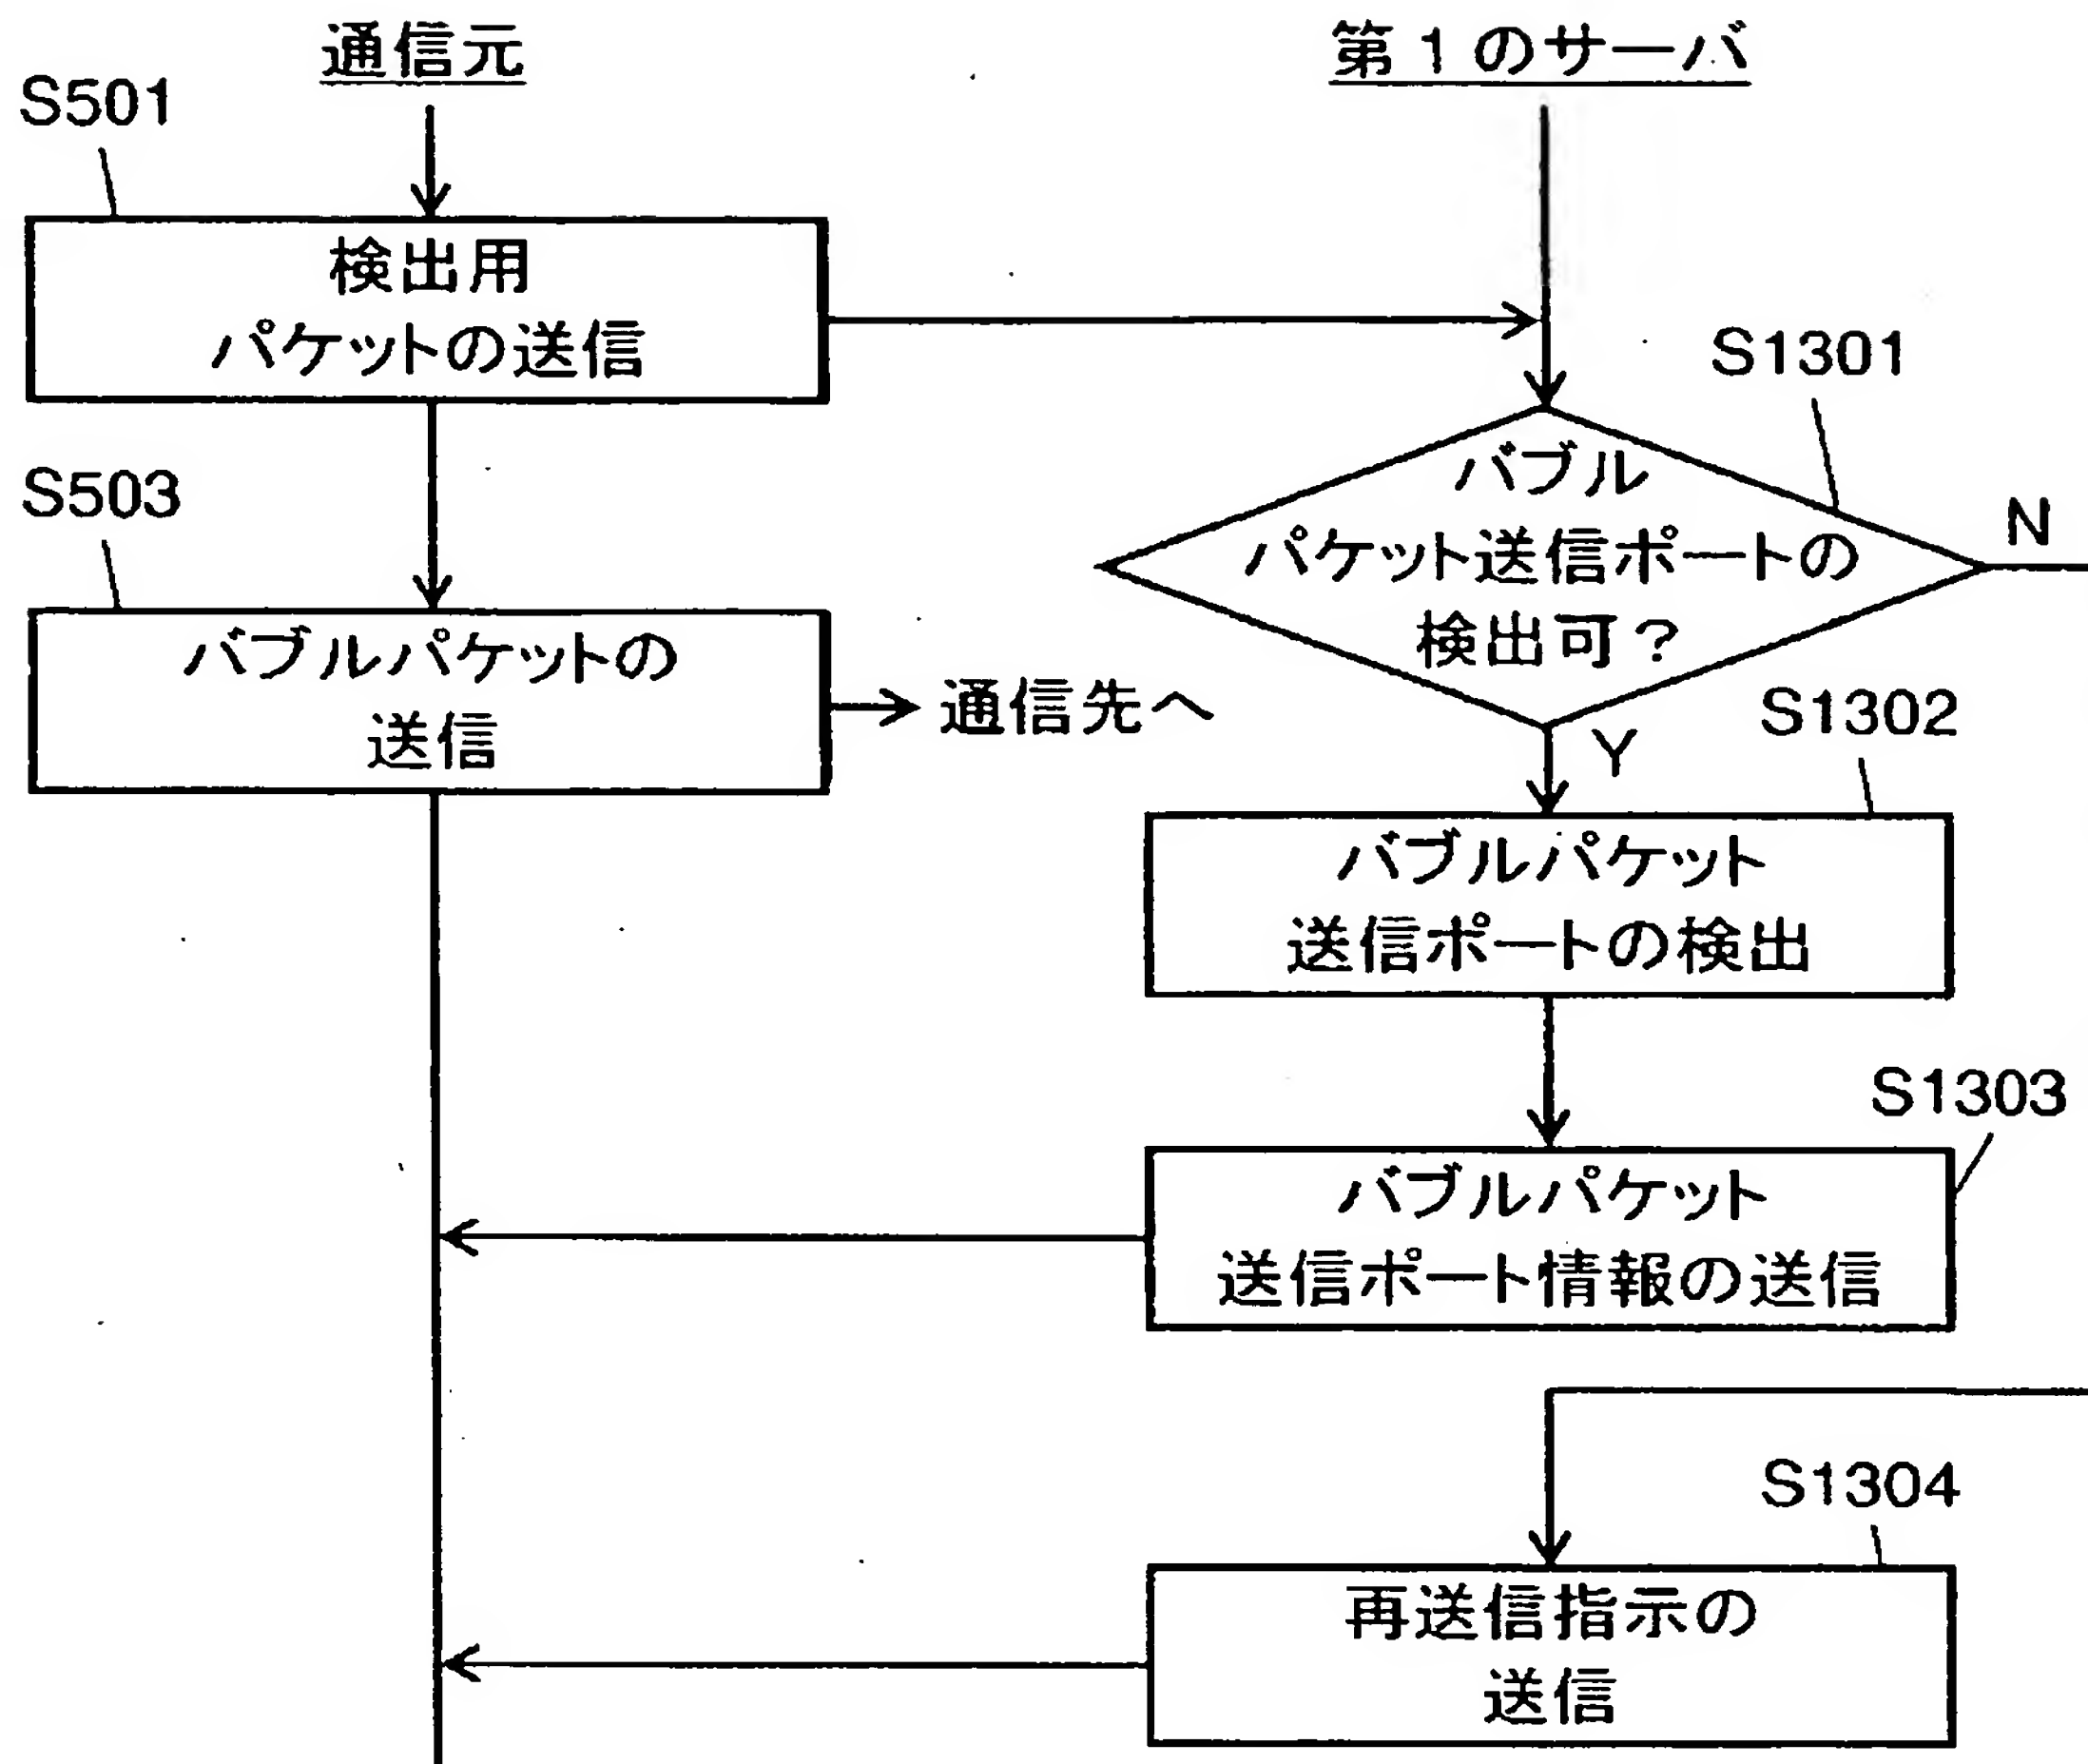 通信元
第1のサーバ
S501
検出用
パケットの送信
S1301
バブル
パケット送信ポートの
検出可?
N
S503
バブルパケットの
送信
通信先へ
Y
S1302
バブルパケット
送信ポートの検出
S1303
バブルパケット
送信ポート情報の送信
S1304
再送信指示の
送信